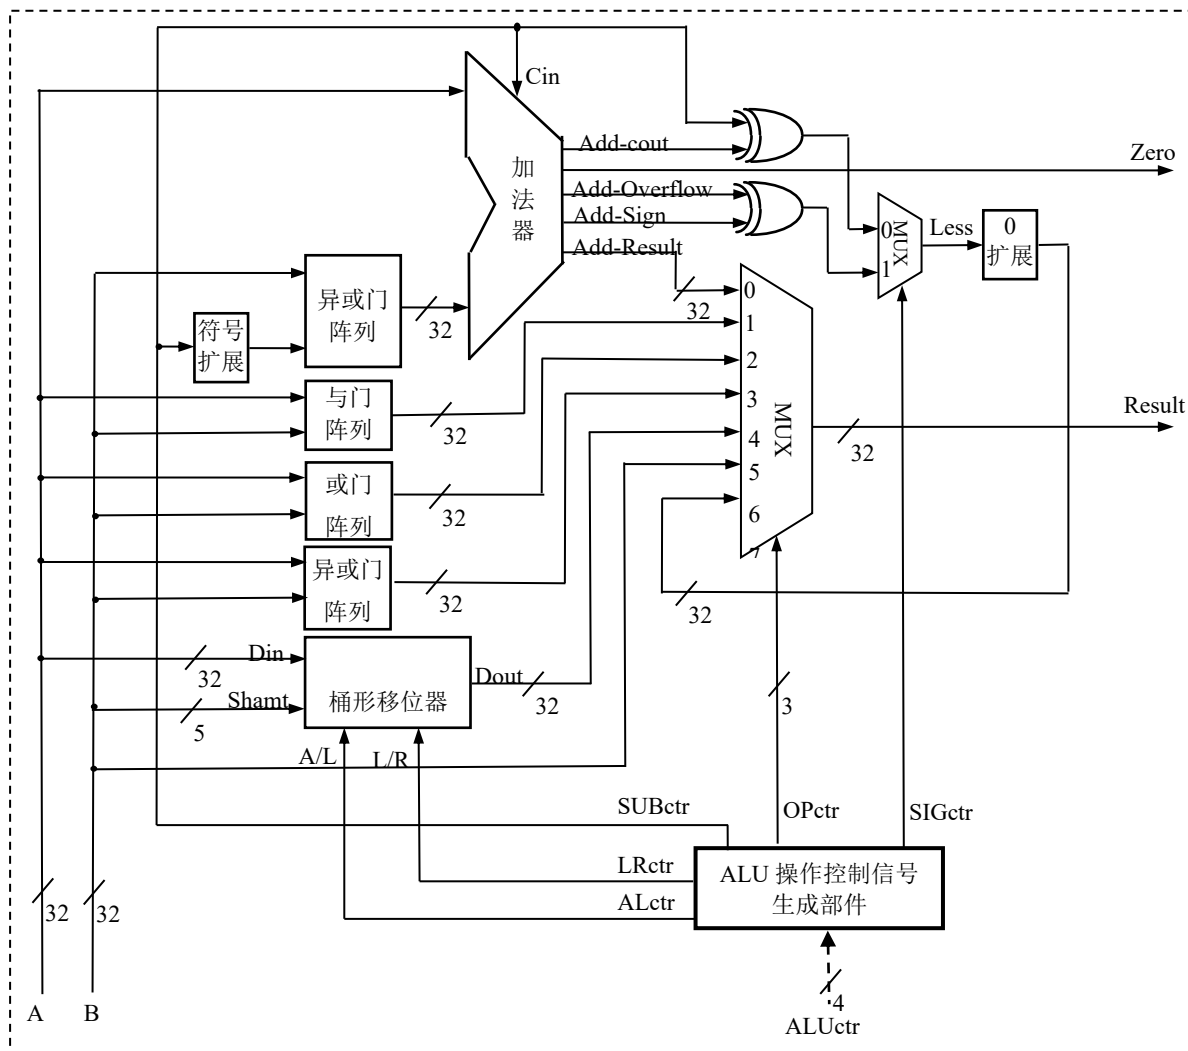 Cin
Add-cout
Zero
加
法
器
Add-Overflow
Add-Sign
Add-Result
0
1
MUX
Less
0
扩展
异或门
阵列
32
符号
扩展
32
0
1
2
3
4
5
6
7
MUX
与门
阵列
32
Result
32
或门
阵列
32
异或门
阵列
32
32
Din
32
Shamt
5
桶形移位器
Dout
32
3
A/L
L/R
SUBctr
OPctr
SIGctr
LRctr
ALctr
ALU 操作控制信号
生成部件
32
32
4
A
B
ALUctr